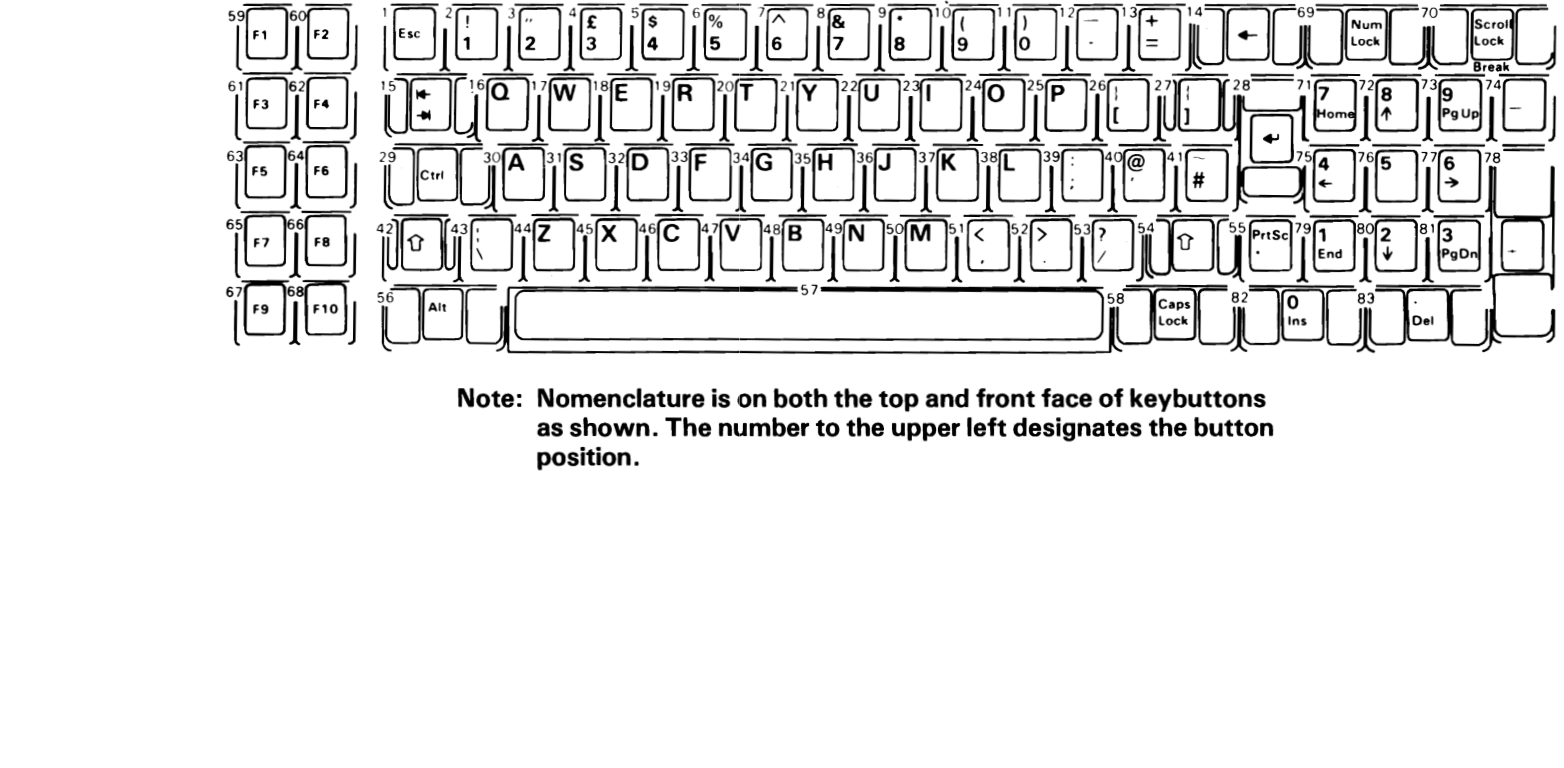 59 60 1 2 3 4 5 6 7 8 9 10 11 12 13 14 69 70
F1 F2 Esc ! 1 " 2 £ 3 $ 4 % 5 ^ 6 & 7 * 8 ( 9 ) 0 — - + = ← Num Lock Scroll Lock
Break
61 62 15 16 17 18 19 20 21 22 23 24 25 26 27 28 71 72 73 74
F3 F4 ⇤ ⇥ Q W E R T Y U I O P ¦ [ ¦ ] ↵ 7 Home 8 ↑ 9 PgUp —
63 64 29 30 31 32 33 34 35 36 37 38 39 40 41 75 76 77 78
F5 F6 Ctrl A S D F G H J K L : ; @ ' ~ # 4 ← 5 6 → +
65 66 42 43 44 45 46 47 48 49 50 51 52 53 54 55 79 80 81
F7 F8 ⇧ ¦ \ Z X C V B N M < , > . ? / ⇧ PrtSc * 1 End 2 ↓ 3 PgDn
67 68 56 57 58 82 83
F9 F10 Alt Caps Lock 0 Ins . Del
Note: Nomenclature is on both the top and front face of keybuttons
as shown. The number to the upper left designates the button
position.